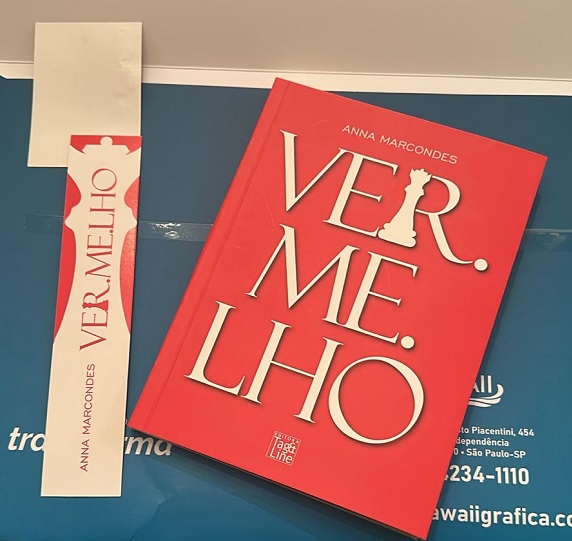 ANNA MARCONDES
VER.
ME.
LHO
EDITORA
Tag&
Line
ANNA MARCONDES
VER.ME.LHO
Piacentini, 454
São Paulo-SP
234-1110